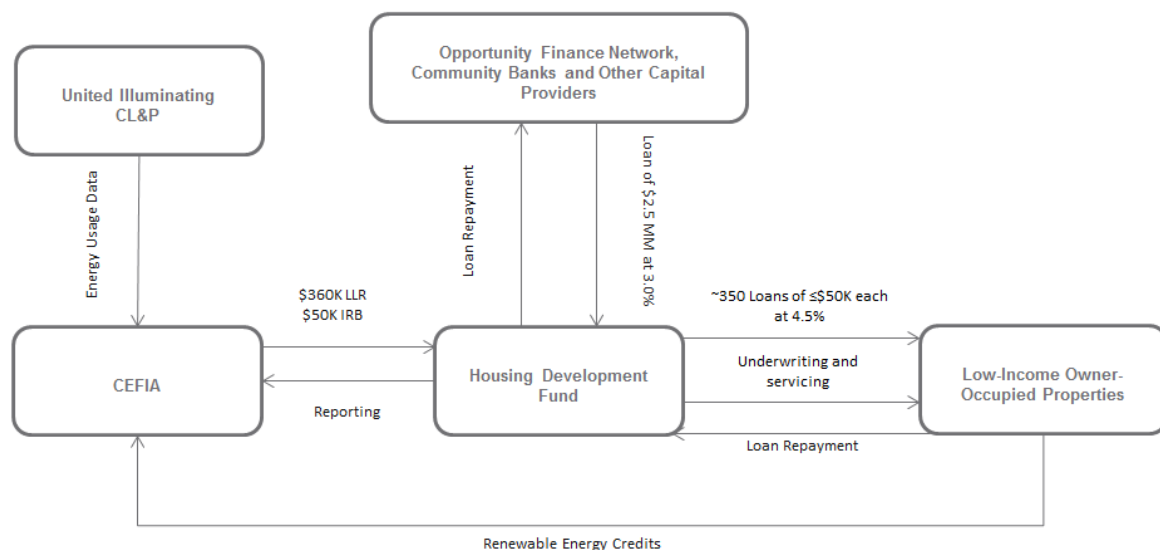 Opportunity Finance Network,
Community Banks and Other Capital
Providers
United Illuminating
CL&P
Energy Usage Data
Loan Repayment
Loan of $2.5 MM at 3.0%
$360K LLR
$50K IRB
~350 Loans of ≤$50K each
at 4.5%
CEFIA
Housing Development
Fund
Underwriting and
servicing
Low-Income Owner-
Occupied Properties
Reporting
Loan Repayment
Renewable Energy Credits